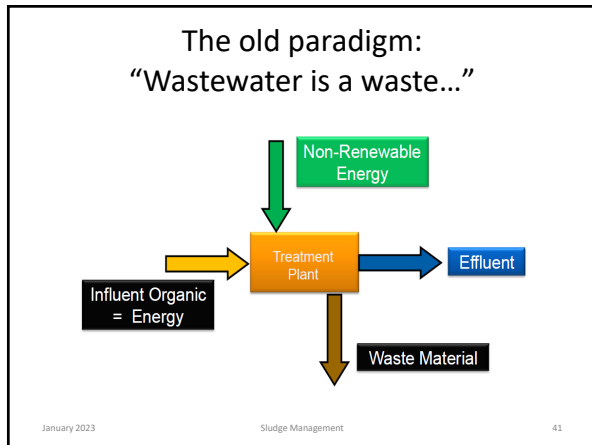 The old paradigm:
“Wastewater is a waste…”
Non-Renewable
Energy
Treatment
Plant
Effluent
Influent Organic
= Energy
Waste Material
January 2023
Sludge Management
41